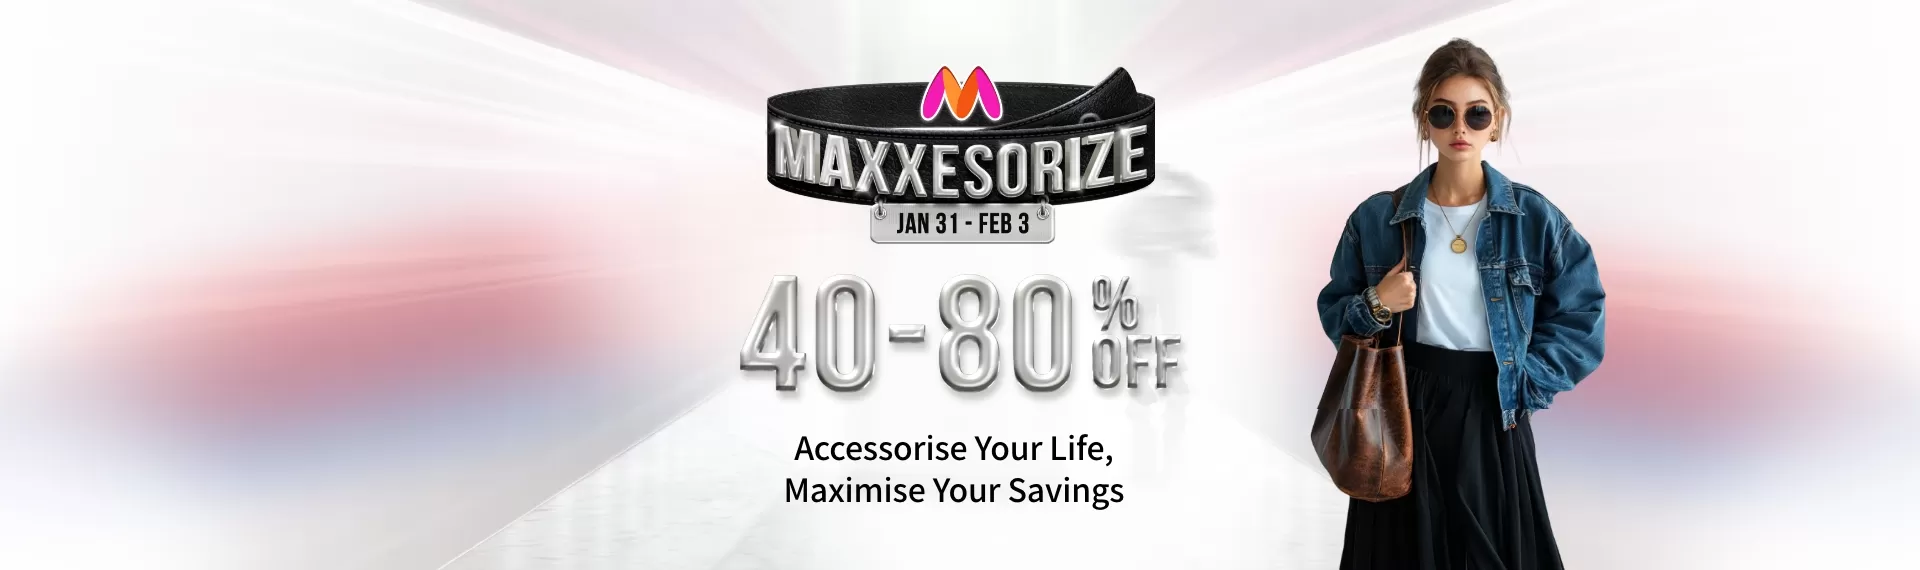 MAXXESORIZE
JAN 31 - FEB 3
40-80% OFF
Accessorise Your Life,
Maximise Your Savings